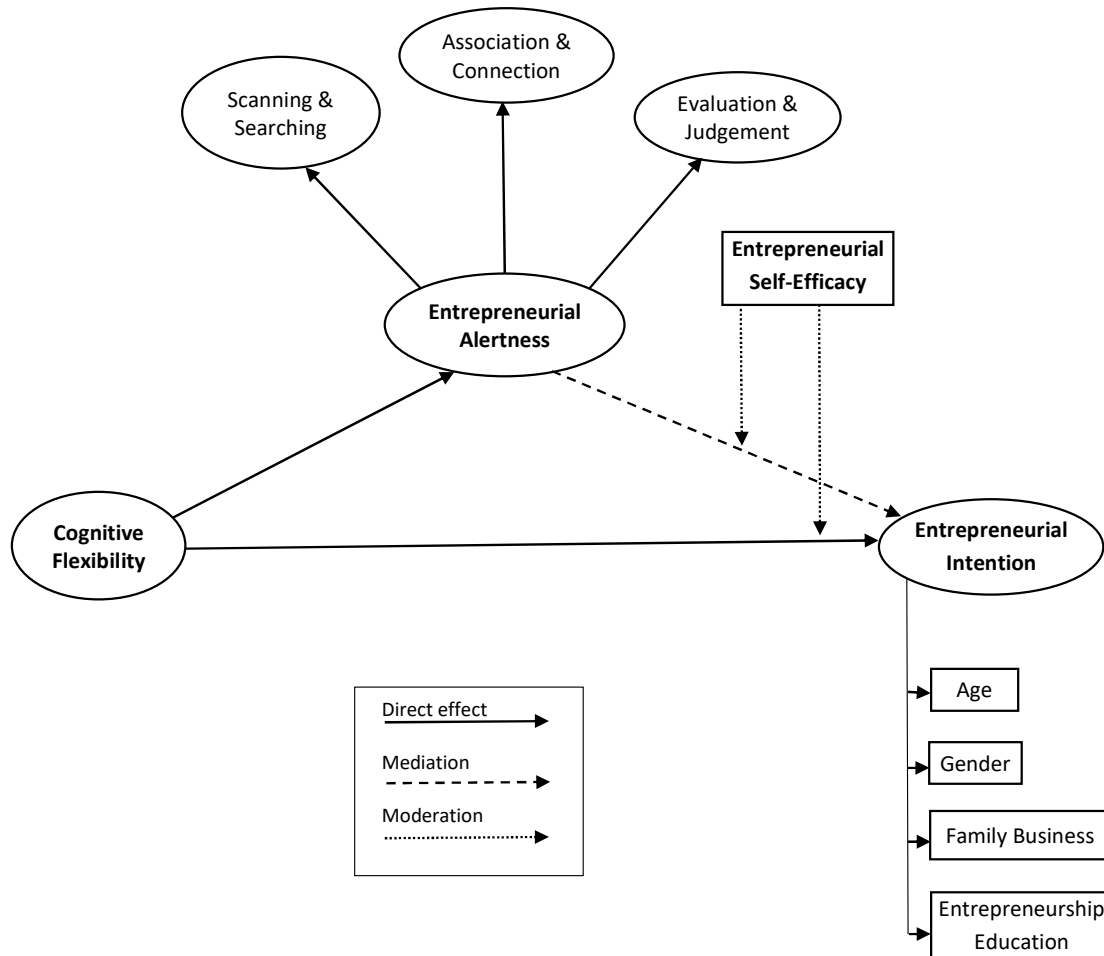 Association &
Connection
Scanning &
Searching
Evaluation &
Judgement
Entrepreneurial
Self-Efficacy
Entrepreneurial
Alertness
Cognitive
Flexibility
Entrepreneurial
Intention
Direct effect
Mediation
Moderation
Age
Gender
Family Business
Entrepreneurship
Education